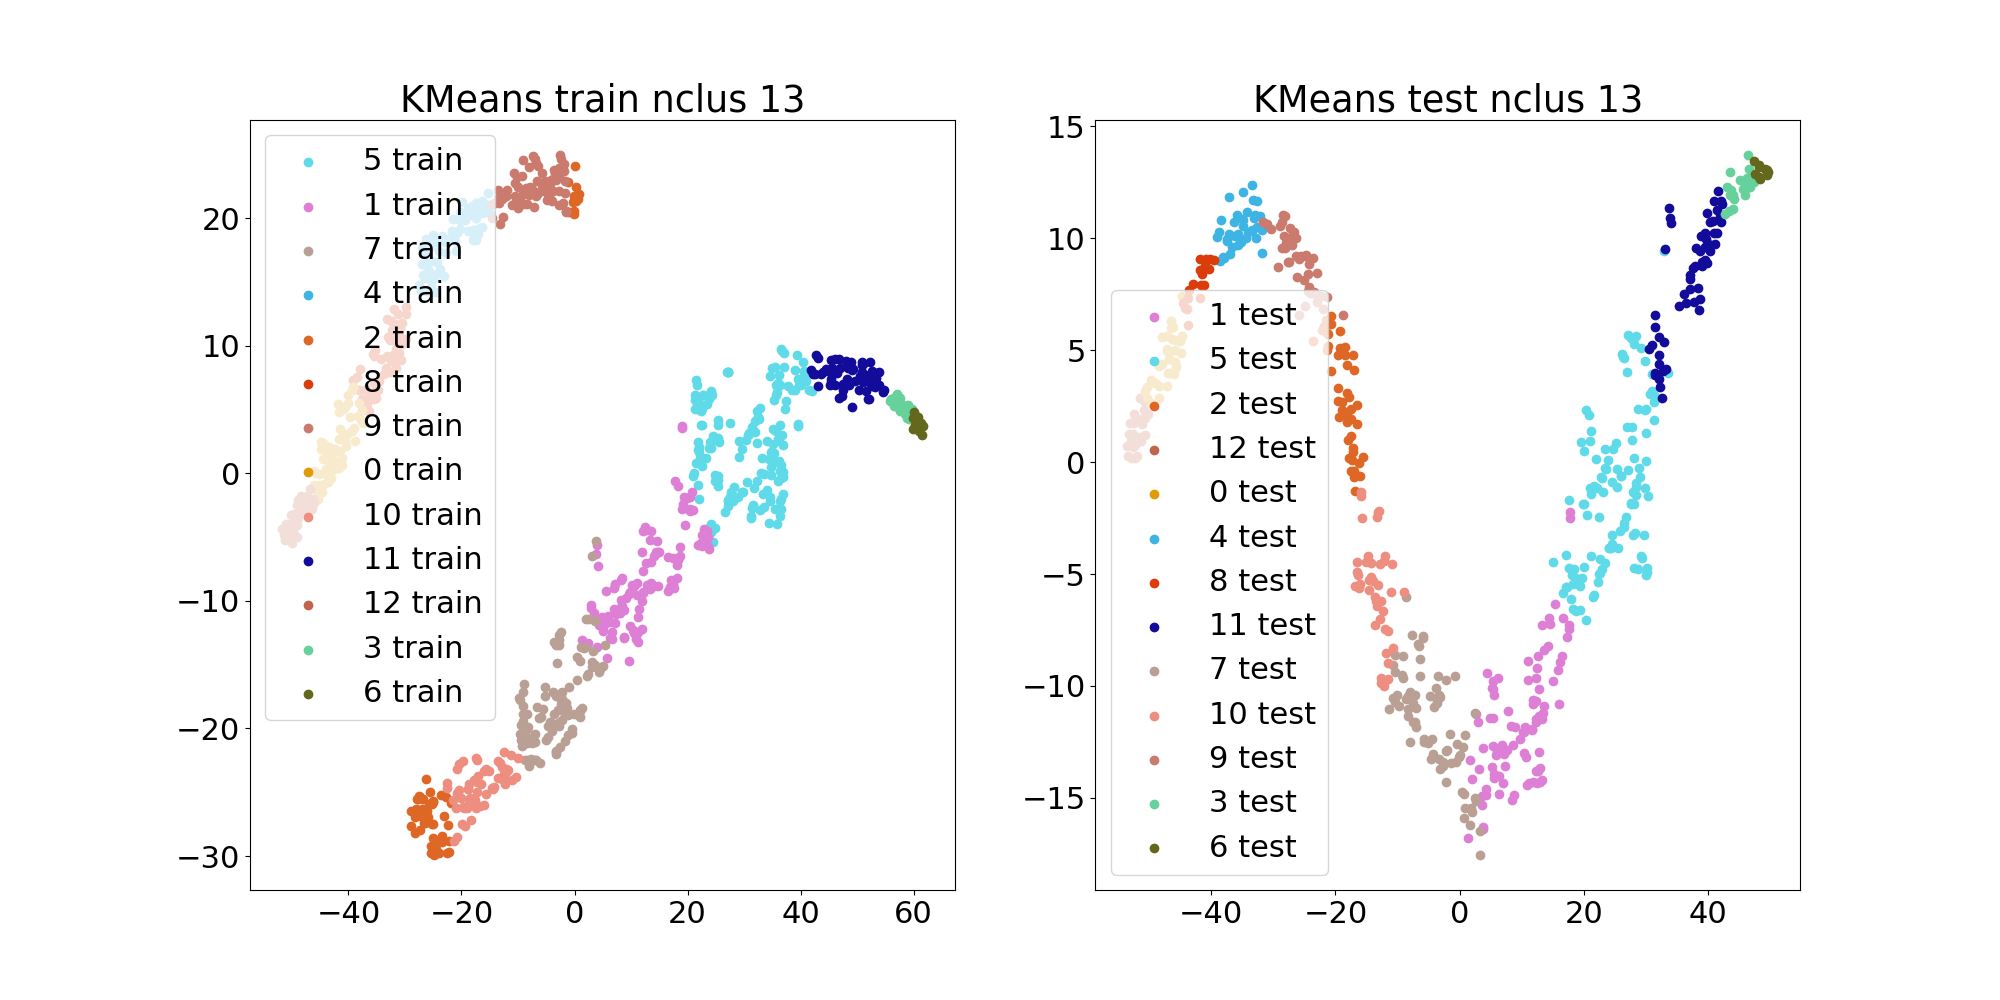 KMeans train nclus 13
20
10
0
−10
−20
−30
5 train
1 train
7 train
4 train
2 train
8 train
9 train
0 train
10 train
11 train
12 train
3 train
6 train
−40
−20
0
20
40
60
KMeans test nclus 13
15
10
5
0
−5
−10
−15
1 test
5 test
2 test
12 test
0 test
4 test
8 test
11 test
7 test
10 test
9 test
3 test
6 test
−40
−20
0
20
40